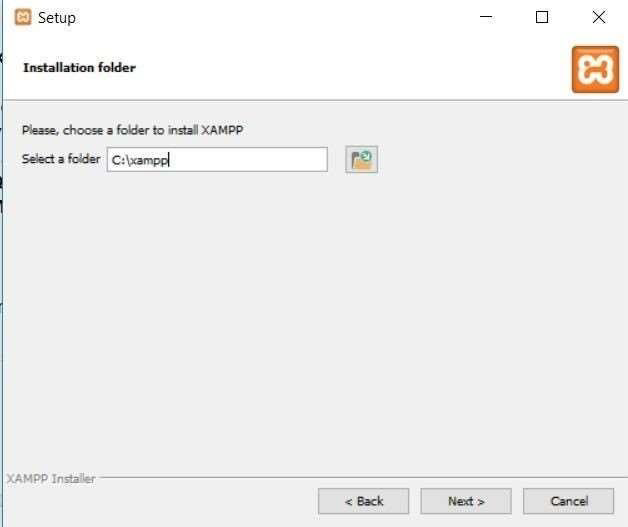 Setup
Installation folder
Please, choose a folder to install XAMPP
Select a folder C:\xampp
XAMPP Installer
< Back Next > Cancel